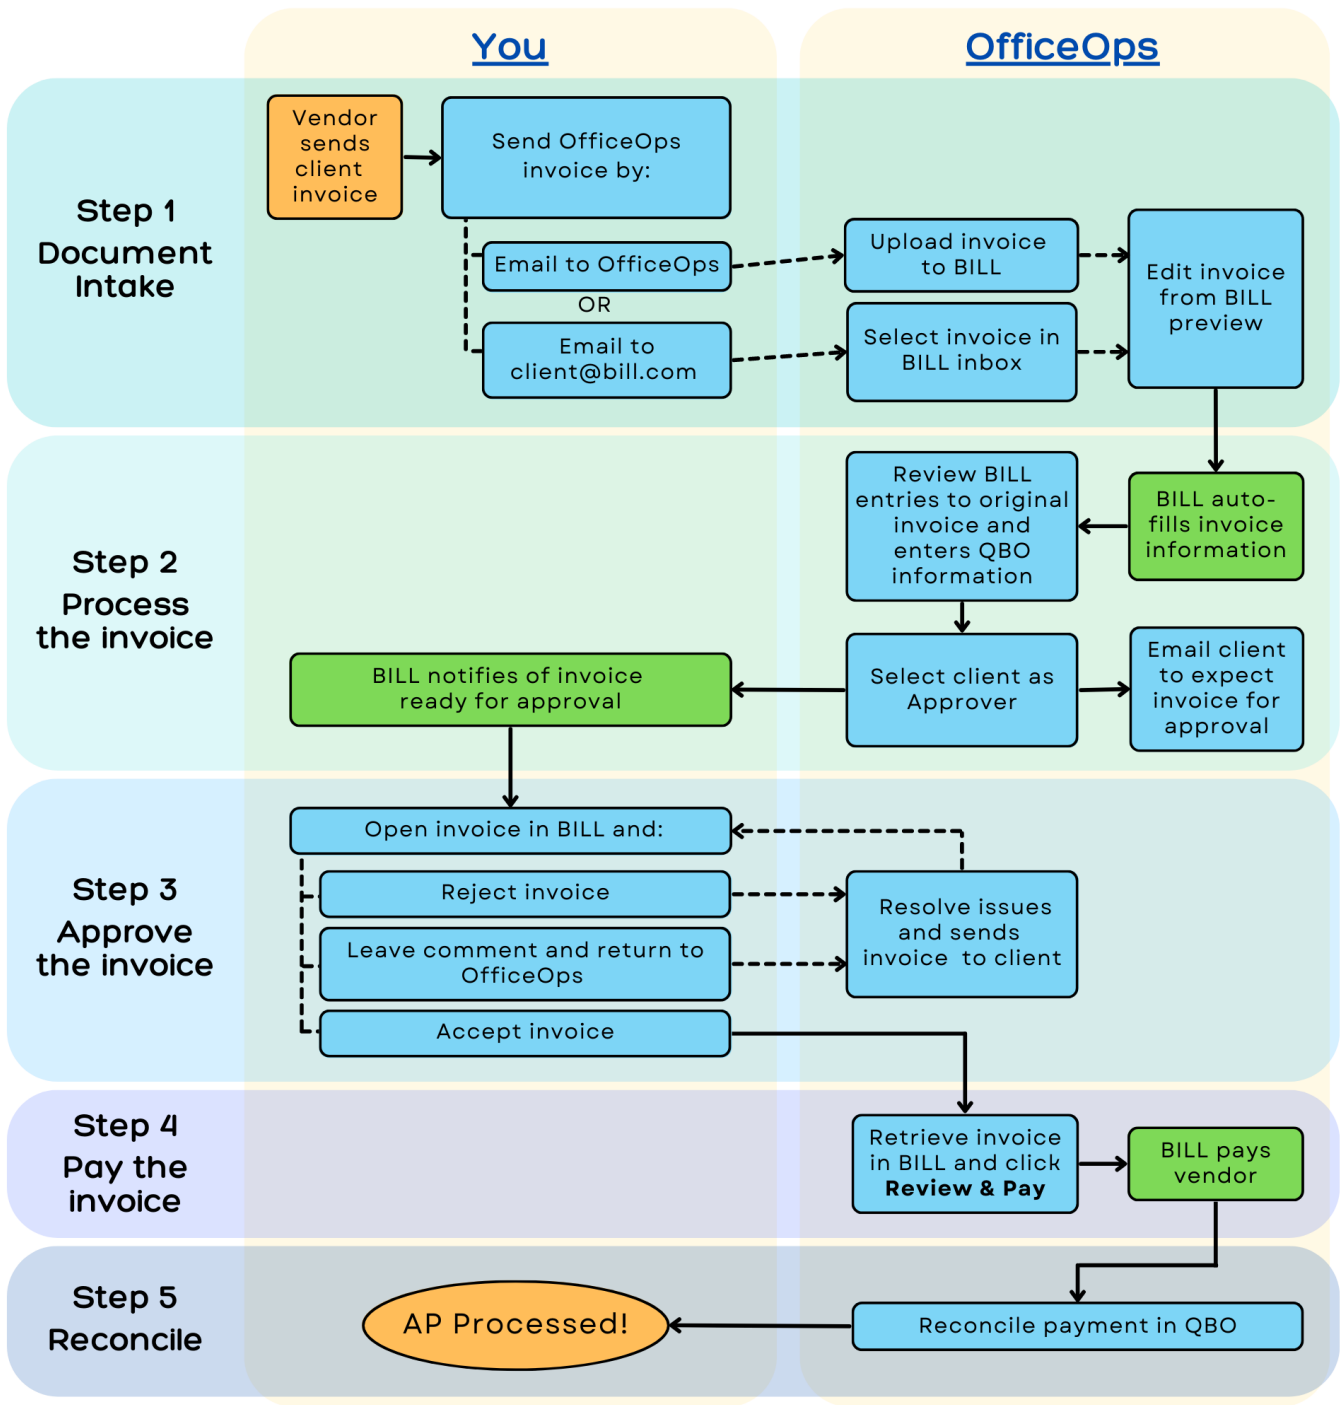 You
OfficeOps
Step 1
Document
Intake
Vendor
sends
client
invoice
Send OfficeOps
invoice by:
Email to OfficeOps
OR
Email to
client@bill.com
Upload invoice
to BILL
Select invoice in
BILL inbox
Edit invoice
from BILL
preview
Step 2
Process
the invoice
Review BILL
entries to original
invoice and
enters QBO
information
BILL auto-
fills invoice
information
BILL notifies of invoice
ready for approval
Select client as
Approver
Email client
to expect
invoice for
approval
Step 3
Approve
the invoice
Open invoice in BILL and:
Reject invoice
Leave comment and return to
OfficeOps
Accept invoice
Resolve issues
and sends
invoice to client
Step 4
Pay the
invoice
Retrieve invoice
in BILL and click
Review & Pay
BILL pays
vendor
Step 5
Reconcile
AP Processed!
Reconcile payment in QBO